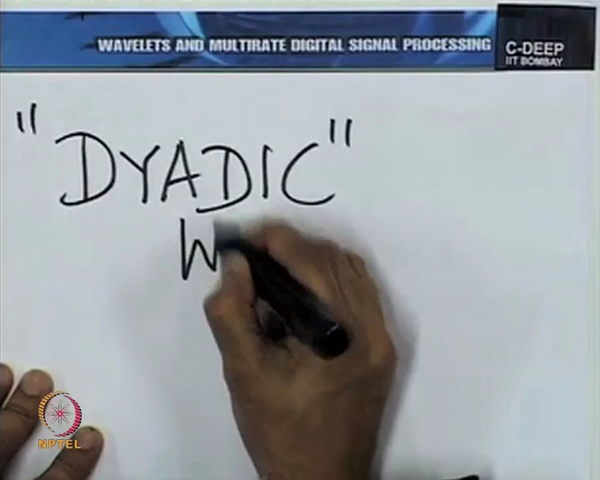 WAVELETS AND MULTIRATE DIGITAL SIGNAL PROCESSING
C-DEEP
IIT BOMBAY
"DYADIC"
W
NPTEL